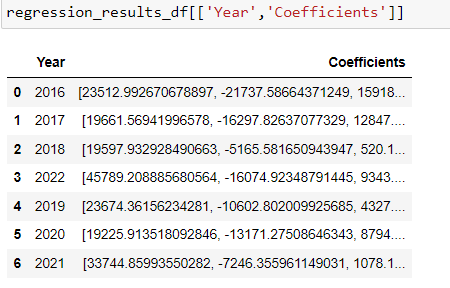 regression_results_df[['Year','Coefficients']]
Year Coefficients
0 2016 [23512.992670678897, -21737.58664371249, 15918...
1 2017 [19661.56941996578, -16297.82637077329, 12847....
2 2018 [19597.932928490663, -5165.581650943947, 520.1...
3 2022 [45789.208885680564, -16074.92348791445, 9343....
4 2019 [23674.36156234281, -10602.802009925685, 4327....
5 2020 [19225.913518092846, -13171.27508646343, 8794....
6 2021 [33744.85993550282, -7246.355961149031, 1078.1...